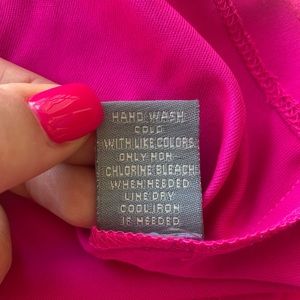 HAND WASH
COLD
WITH LIKE COLORS
ONLY NON
CHLORINE BLEACH
WHEN NEEDED
LINE DRY
COOL IRON
IF NEEDED